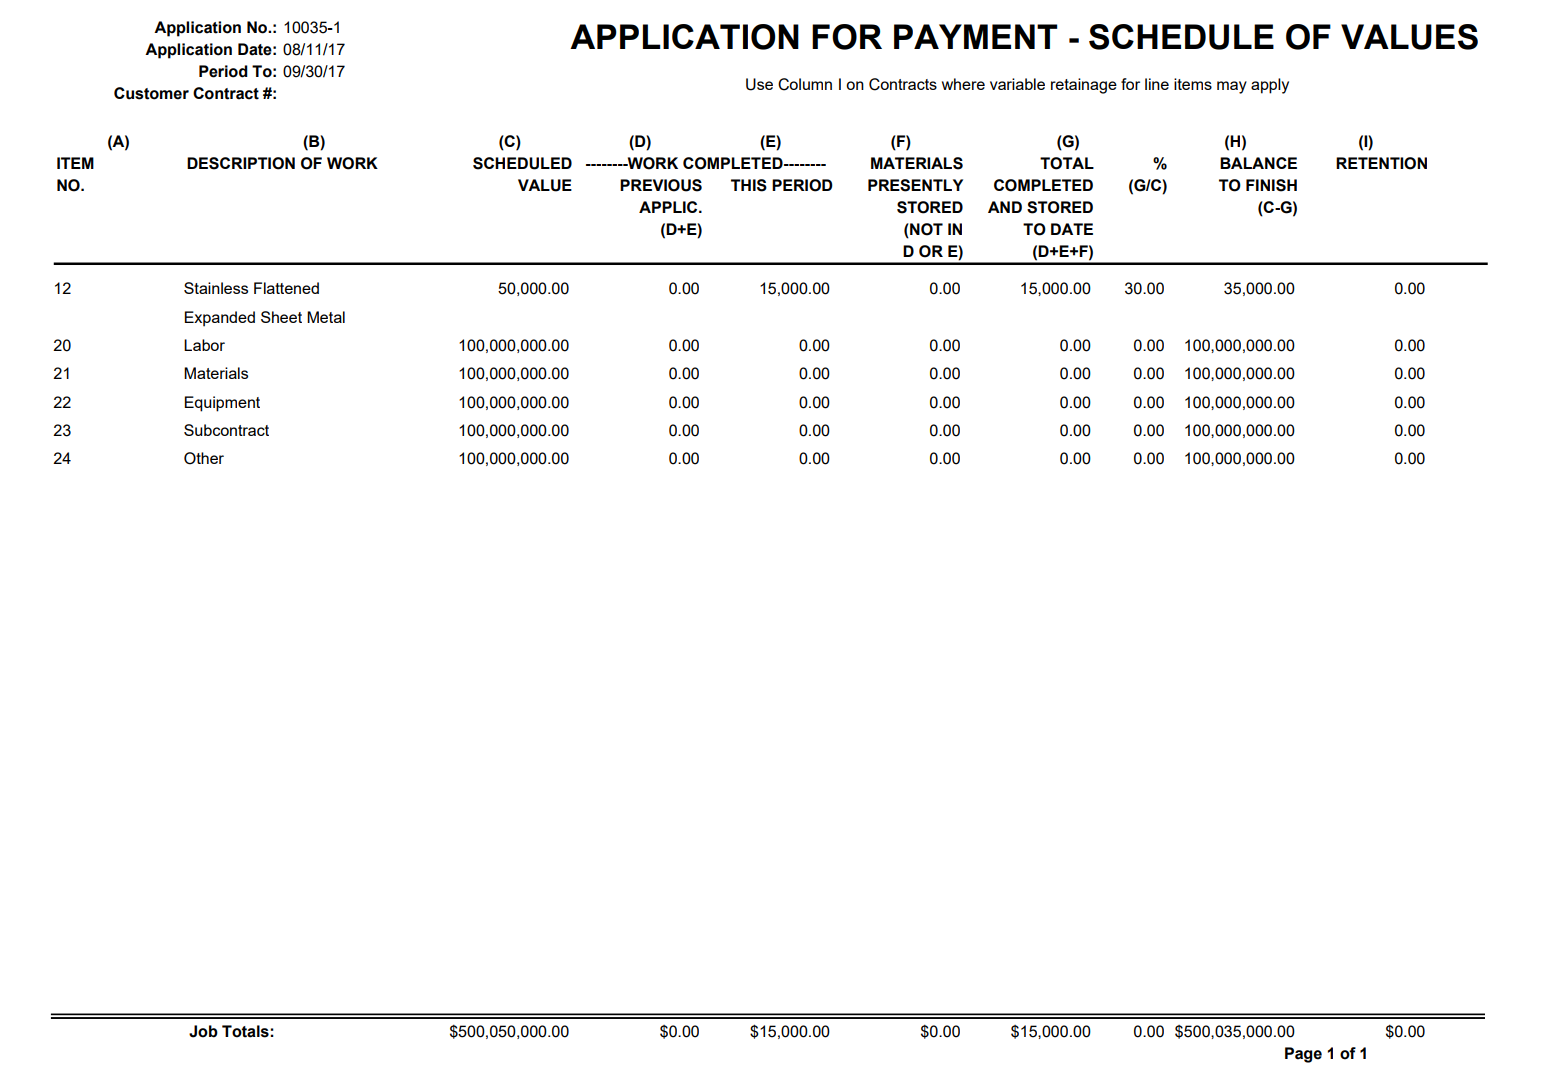 Application No.: 10035-1
Application Date: 08/11/17
Period To: 09/30/17
Customer Contract #:
APPLICATION FOR PAYMENT - SCHEDULE OF VALUES
Use Column I on Contracts where variable retainage for line items may apply
(A) (B) (C) (D) (E) (F) (G) (H) (I)
ITEM DESCRIPTION OF WORK SCHEDULED --------WORK COMPLETED-------- MATERIALS TOTAL % BALANCE RETENTION
NO. VALUE PREVIOUS THIS PERIOD PRESENTLY COMPLETED (G/C) TO FINISH
APPLIC. STORED AND STORED (C-G)
(D+E) (NOT IN TO DATE
D OR E) (D+E+F)
12 Stainless Flattened 50,000.00 0.00 15,000.00 0.00 15,000.00 30.00 35,000.00 0.00
Expanded Sheet Metal
20 Labor 100,000,000.00 0.00 0.00 0.00 0.00 0.00 100,000,000.00 0.00
21 Materials 100,000,000.00 0.00 0.00 0.00 0.00 0.00 100,000,000.00 0.00
22 Equipment 100,000,000.00 0.00 0.00 0.00 0.00 0.00 100,000,000.00 0.00
23 Subcontract 100,000,000.00 0.00 0.00 0.00 0.00 0.00 100,000,000.00 0.00
24 Other 100,000,000.00 0.00 0.00 0.00 0.00 0.00 100,000,000.00 0.00
Job Totals: $500,050,000.00 $0.00 $15,000.00 $0.00 $15,000.00 0.00 $500,035,000.00 $0.00
Page 1 of 1